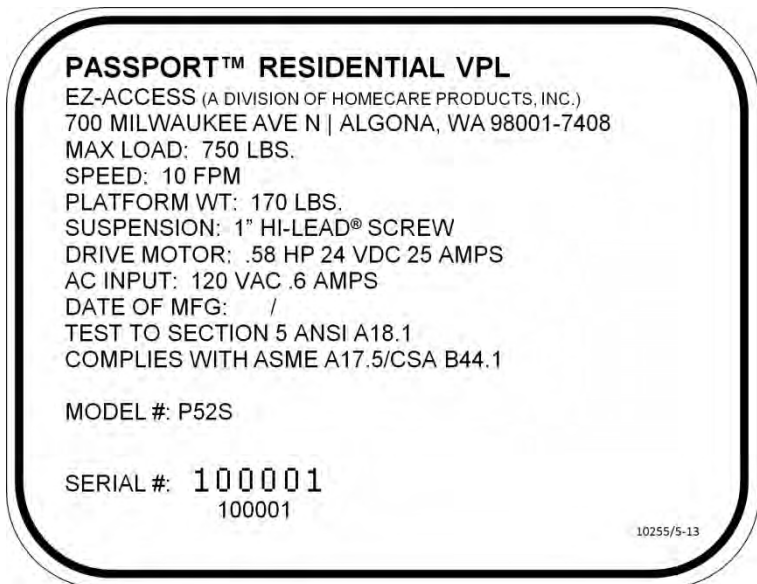 PASSPORT™ RESIDENTIAL VPL
EZ-ACCESS (A DIVISION OF HOMECARE PRODUCTS, INC.)
700 MILWAUKEE AVE N | ALGONA, WA 98001-7408
MAX LOAD: 750 LBS.
SPEED: 10 FPM
PLATFORM WT: 170 LBS.
SUSPENSION: 1” HI-LEAD® SCREW
DRIVE MOTOR: .58 HP 24 VDC 25 AMPS
AC INPUT: 120 VAC .6 AMPS
DATE OF MFG: /
TEST TO SECTION 5 ANSI A18.1
COMPLIES WITH ASME A17.5/CSA B44.1
MODEL #: P52S
SERIAL #: 100001
100001
10255/5-13